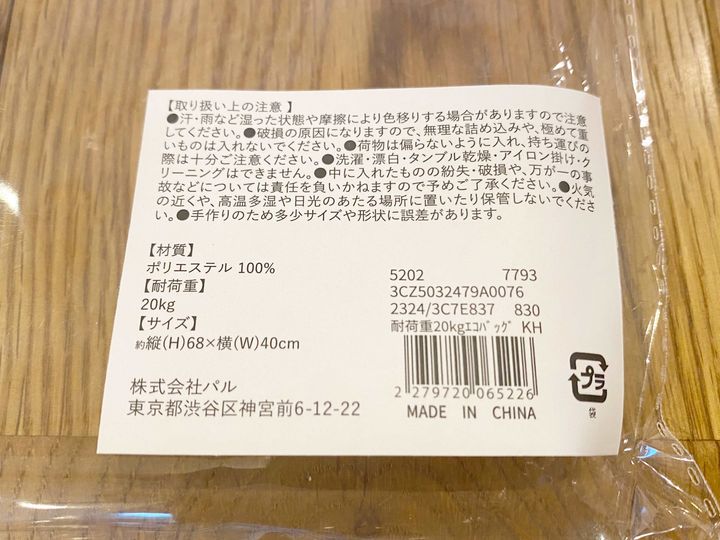 【取り扱い上の注意 】
●汗・雨など湿った状態や摩擦により色移りする場合がありますので注意
してください。●破損の原因になりますので、無理な詰め込みや、極めて重
いものは入れないでください。●荷物は偏らないように入れ、持ち運びの
際は十分ご注意ください。●洗濯・漂白・タンブル乾燥・アイロン掛け・ク
リーニングはできません。●中に入れたものの紛失・破損や、万が一の事
故などについては責任を負いかねますので予めご了承ください。●火気
の近くや、高温多湿や日光のあたる場所に置いたり保管しないでくださ
い。●手作りのため多少サイズや形状に誤差があります。
【材質】
ポリエステル 100%
【耐荷重】
20kg
【サイズ】
約縦(H)68×横(W)40cm
株式会社パル
東京都渋谷区神宮前6-12-22
5202 7793
3CZ5032479A0076
2324/3C7E837 830
耐荷重20kgｴｺﾊﾞｯｸﾞ KH
2 279720 065226
MADE IN CHINA
プラ
袋